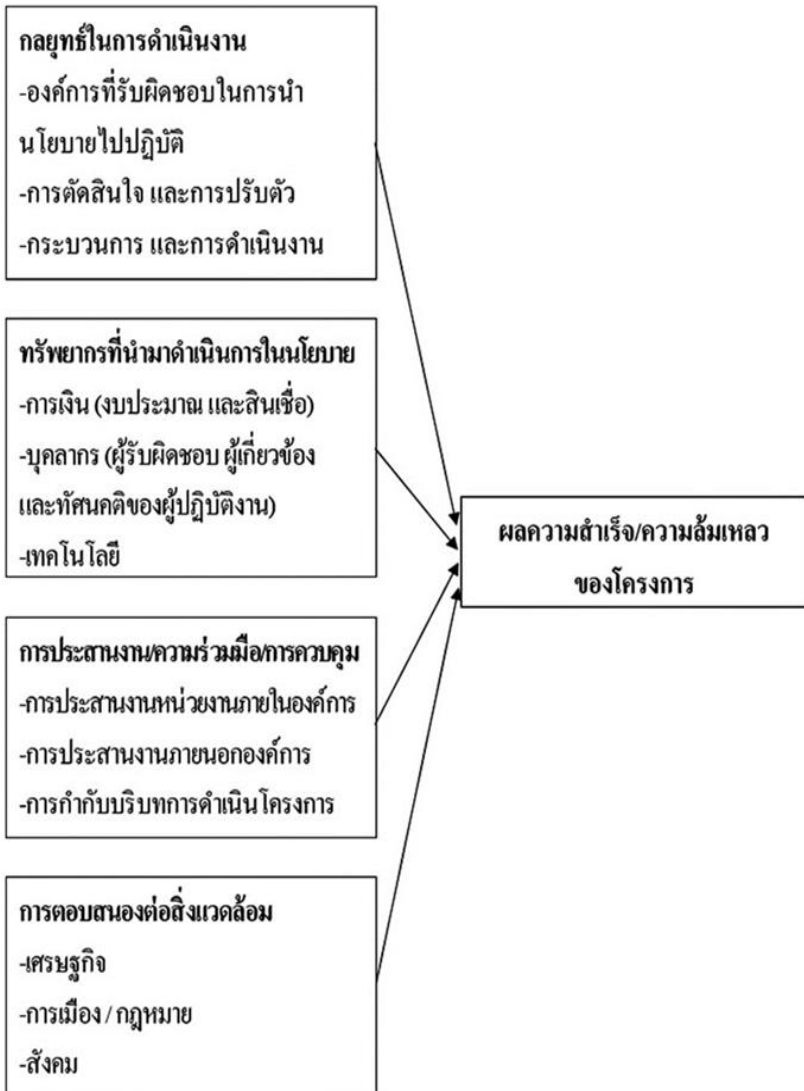 กลยุทธ์ในการดำเนินงาน
-องค์การที่รับผิดชอบในการนำ
นโยบายไปปฏิบัติ
-การตัดสินใจ และการปรับตัว
-กระบวนการ และการดำเนินงาน
ทรัพยากรที่นำมาดำเนินการในนโยบาย
-การเงิน (งบประมาณ และสินเชื่อ)
-บุคลากร (ผู้รับผิดชอบ ผู้เกี่ยวข้อง
และทัศนคติของผู้ปฏิบัติงาน)
-เทคโนโลยี
การประสานงาน/ความร่วมมือ/การควบคุม
-การประสานงานหน่วยงานภายในองค์การ
-การประสานงานภายนอกองค์การ
-การกำกับบริบทการดำเนินโครงการ
การตอบสนองต่อสิ่งแวดล้อม
-เศรษฐกิจ
-การเมือง / กฎหมาย
-สังคม
ผลความสำเร็จ/ความล้มเหลว
ของโครงการ